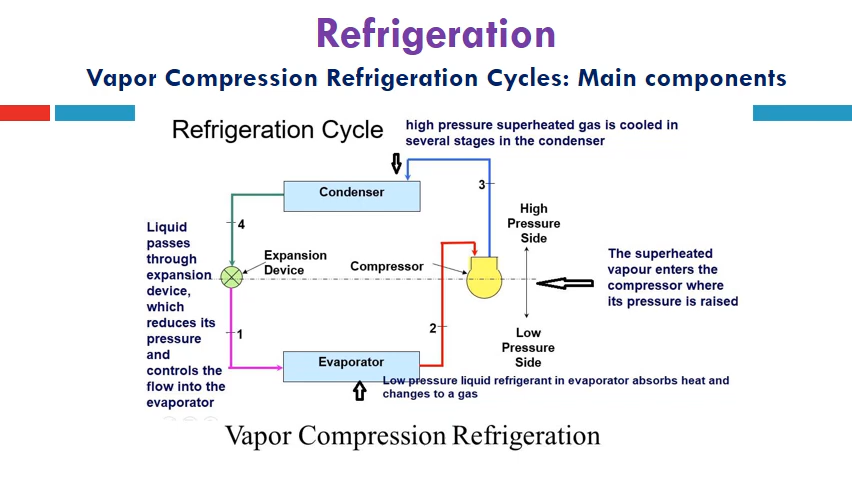 Refrigeration
Vapor Compression Refrigeration Cycles: Main components
Refrigeration Cycle
high pressure superheated gas is cooled in
several stages in the condenser
Condenser
3
4
High
Pressure
Side
Liquid
passes
through
expansion
device,
which
reduces its
pressure
and
controls the
flow into the
evaporator
Expansion
Device
Compressor
The superheated
vapour enters the
compressor where
its pressure is raised
1
2
Low
Pressure
Side
Evaporator
Low pressure liquid refrigerant in evaporator absorbs heat and
changes to a gas
Vapor Compression Refrigeration